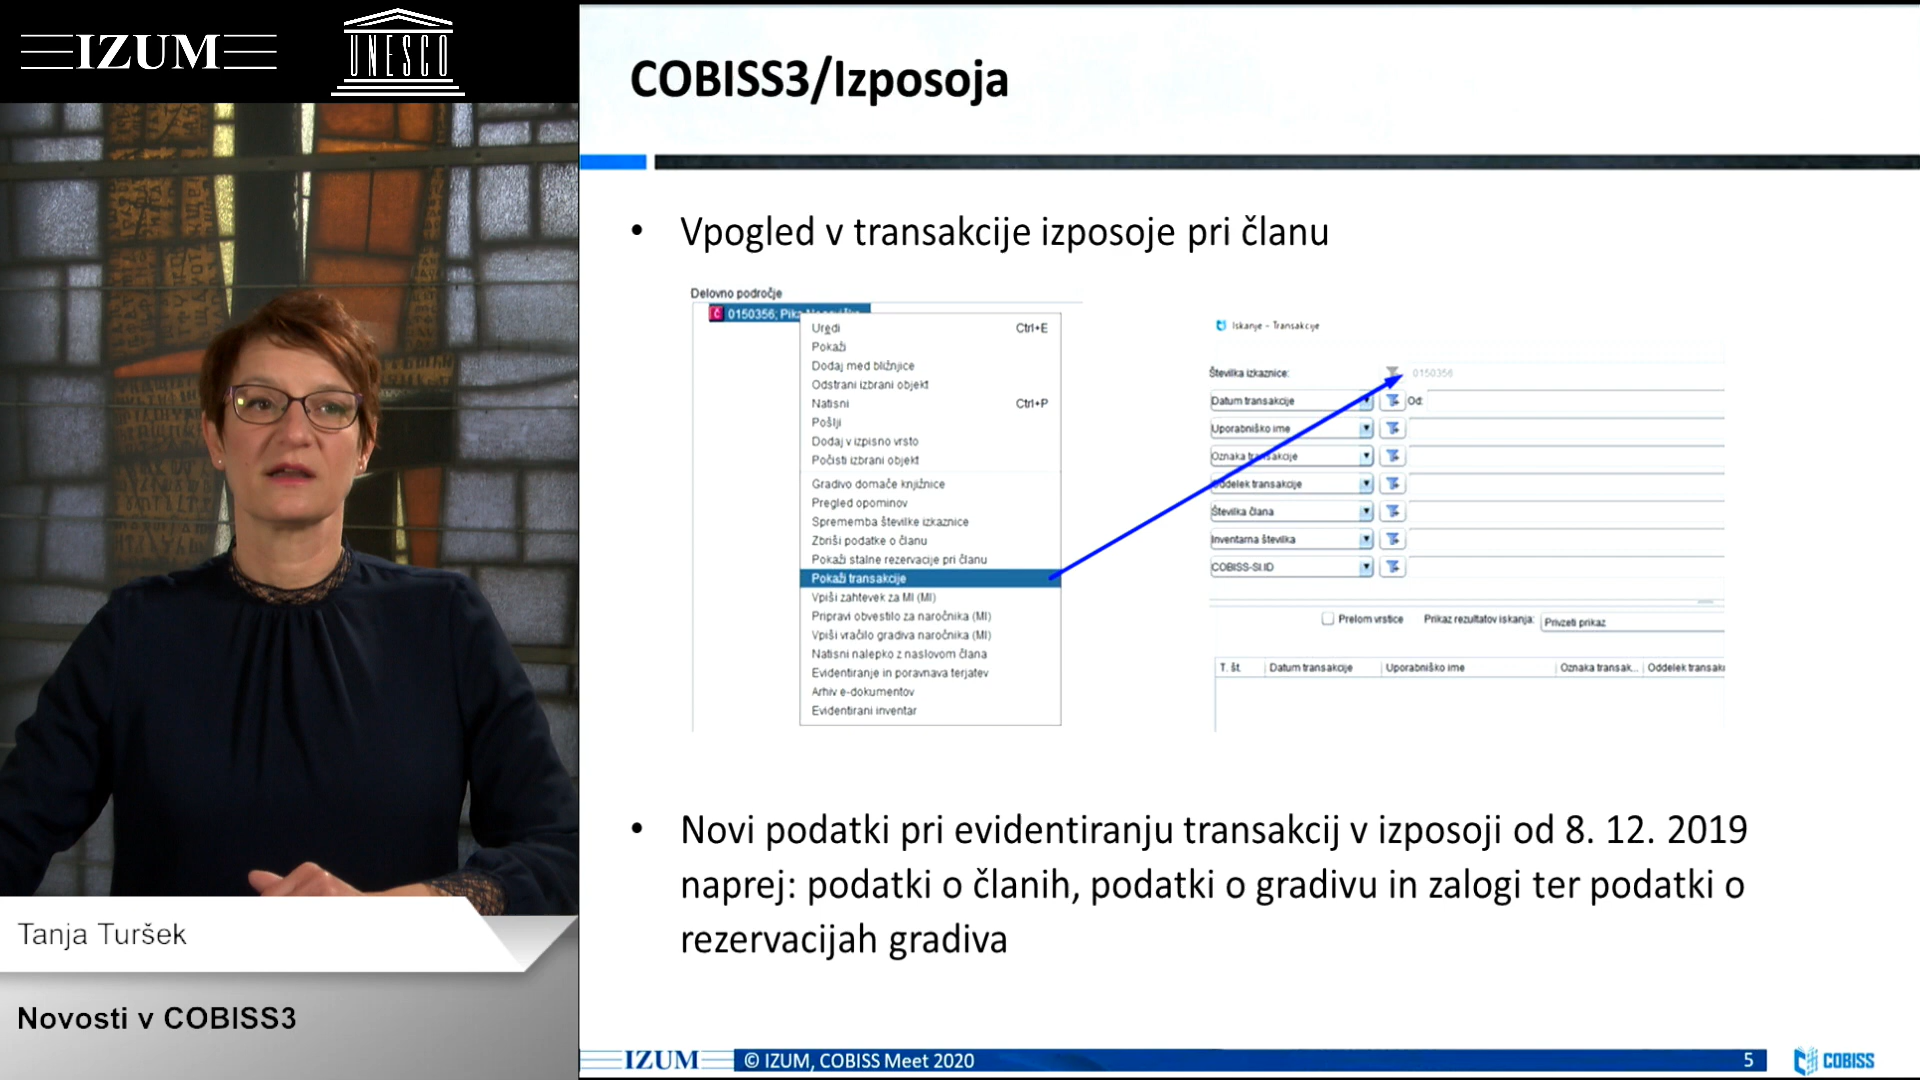 IZUM
UNESCO
COBISS3/Izposoja
• Vpogled v transakcije izposoje pri članu
Delovno področje
Č 0150356; Pika
Uredi Ctrl+E
Pokaži
Dodaj med bližnjice
Odstrani izbrani objekt
Natisni Ctrl+P
Pošlji
Dodaj v izpisno vrsto
Počisti izbrani objekt
Gradivo domače knjižnice
Pregled opominov
Sprememba številke izkaznice
Zbriši podatke o članu
Pokaži stalne rezervacije pri članu
Pokaži transakcije
Vpiši zahtevek za MI (MI)
Pripravi obvestilo za naročnika (MI)
Vpiši vračilo gradiva naročnika (MI)
Natisni nalepko z naslovom člana
Evidentiranje in poravnava terjatev
Arhiv e-dokumentov
Evidentirani inventar
Iskanje - Transakcije
Številka izkaznice: 0150356
Datum transakcije Od:
Uporabniško ime
Oznaka transakcije
Oddelek transakcije
Številka člana
Inventarna številka
COBISS-SI.ID
Prelom vrstice Prikaz rezultatov iskanja: Privzeti prikaz
T. št. Datum transakcije Uporabniško ime Oznaka transak... Oddelek transak
• Novi podatki pri evidentiranju transakcij v izposoji od 8. 12. 2019
naprej: podatki o članih, podatki o gradivu in zalogi ter podatki o
rezervacijah gradiva
Tanja Turšek
Novosti v COBISS3
IZUM © IZUM, COBISS Meet 2020 5 COBISS